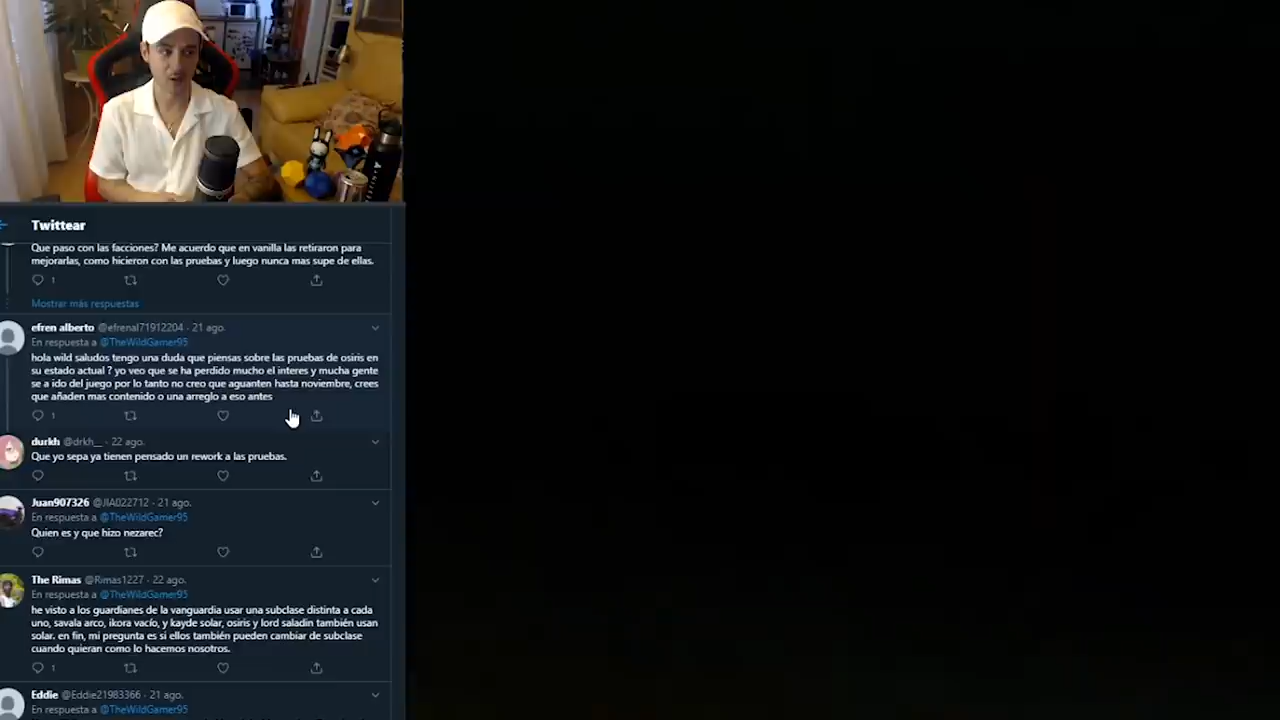 Twittear
Que paso con las facciones? Me acuerdo que en vanilla las retiraron para
mejorarlas, como hicieron con las pruebas y luego nunca mas supe de ellas.
1
Mostrar más respuestas
efren alberto @efrenal71912204 · 21 ago.
En respuesta a @TheWildGamer95
hola wild saludos tengo una duda que piensas sobre las pruebas de osiris en
su estado actual ? yo veo que se ha perdido mucho el interes y mucha gente
se a ido del juego por lo tanto no creo que aguanten hasta noviembre, crees
que añaden mas contenido o una arreglo a eso antes
1
durkh @drkh__ · 22 ago.
Que yo sepa ya tienen pensado un rework a las pruebas.
Juan907326 @JIA022712 · 21 ago.
En respuesta a @TheWildGamer95
Quien es y que hizo nezarec?
The Rimas @Rimas1227 · 22 ago.
En respuesta a @TheWildGamer95
he visto a los guardianes de la vanguardia usar una subclase distinta a cada
uno, savala arco, ikora vacío, y kayde solar, osiris y lord saladin también usan
solar. en fin, mi pregunta es si ellos también pueden cambiar de subclase
cuando quieran como lo hacemos nosotros.
1
Eddie @Eddie21983366 · 21 ago.
En respuesta a @TheWildGamer95